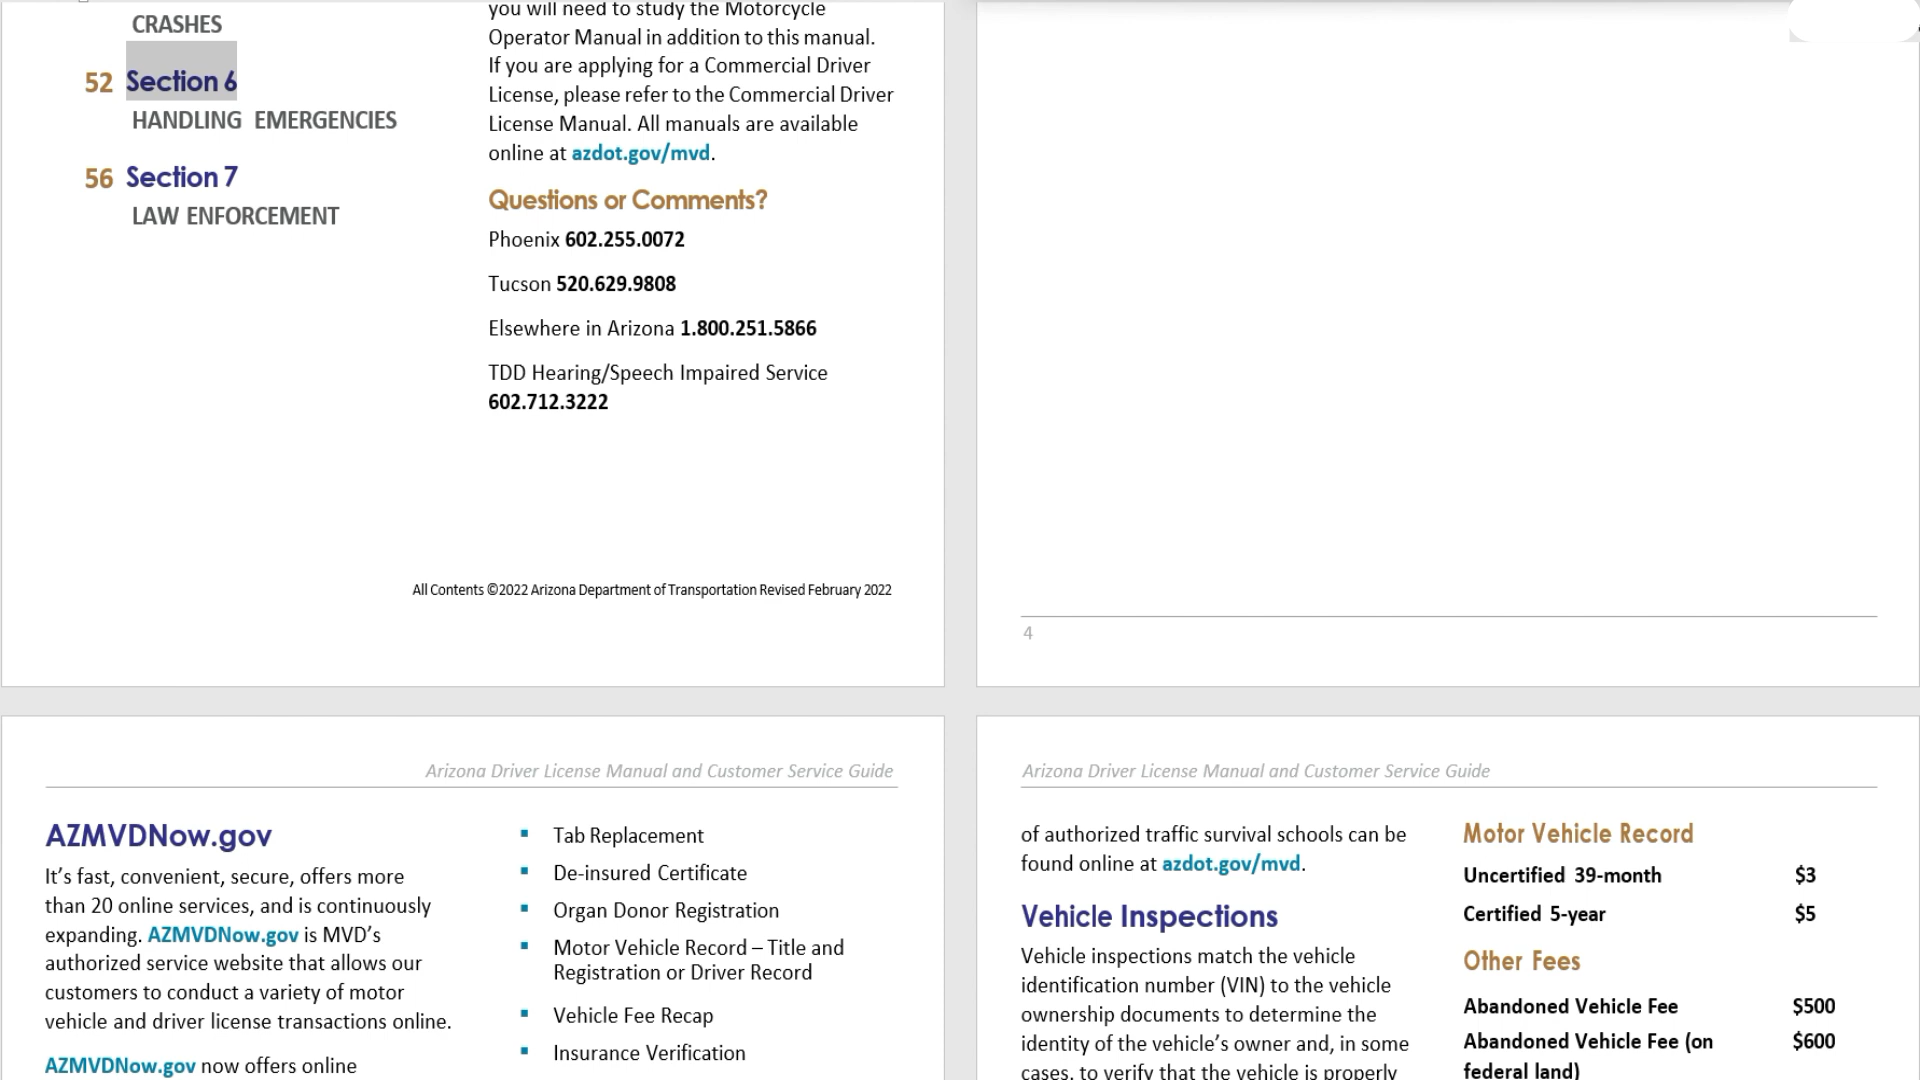 CRASHES
52 Section 6
HANDLING EMERGENCIES
56 Section 7
LAW ENFORCEMENT
you will need to study the Motorcycle
Operator Manual in addition to this manual.
If you are applying for a Commercial Driver
License, please refer to the Commercial Driver
License Manual. All manuals are available
online at azdot.gov/mvd.
Questions or Comments?
Phoenix 602.255.0072
Tucson 520.629.9808
Elsewhere in Arizona 1.800.251.5866
TDD Hearing/Speech Impaired Service
602.712.3222
All Contents ©2022 Arizona Department of Transportation Revised February 2022
4
Arizona Driver License Manual and Customer Service Guide
AZMVDNow.gov
It’s fast, convenient, secure, offers more
than 20 online services, and is continuously
expanding. AZMVDNow.gov is MVD’s
authorized service website that allows our
customers to conduct a variety of motor
vehicle and driver license transactions online.
AZMVDNow.gov now offers online
▪ Tab Replacement
▪ De-insured Certificate
▪ Organ Donor Registration
▪ Motor Vehicle Record – Title and
Registration or Driver Record
▪ Vehicle Fee Recap
▪ Insurance Verification
Arizona Driver License Manual and Customer Service Guide
of authorized traffic survival schools can be
found online at azdot.gov/mvd.
Vehicle Inspections
Vehicle inspections match the vehicle
identification number (VIN) to the vehicle
ownership documents to determine the
identity of the vehicle’s owner and, in some
cases, to verify that the vehicle is properly
Motor Vehicle Record
Uncertified 39-month $3
Certified 5-year $5
Other Fees
Abandoned Vehicle Fee $500
Abandoned Vehicle Fee (on $600
federal land)